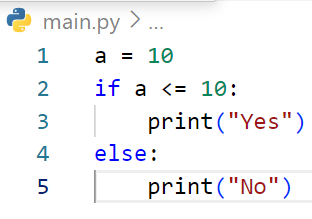 main.py > ...
1 a = 10
2 if a <= 10:
3     print("Yes")
4 else:
5     print("No")